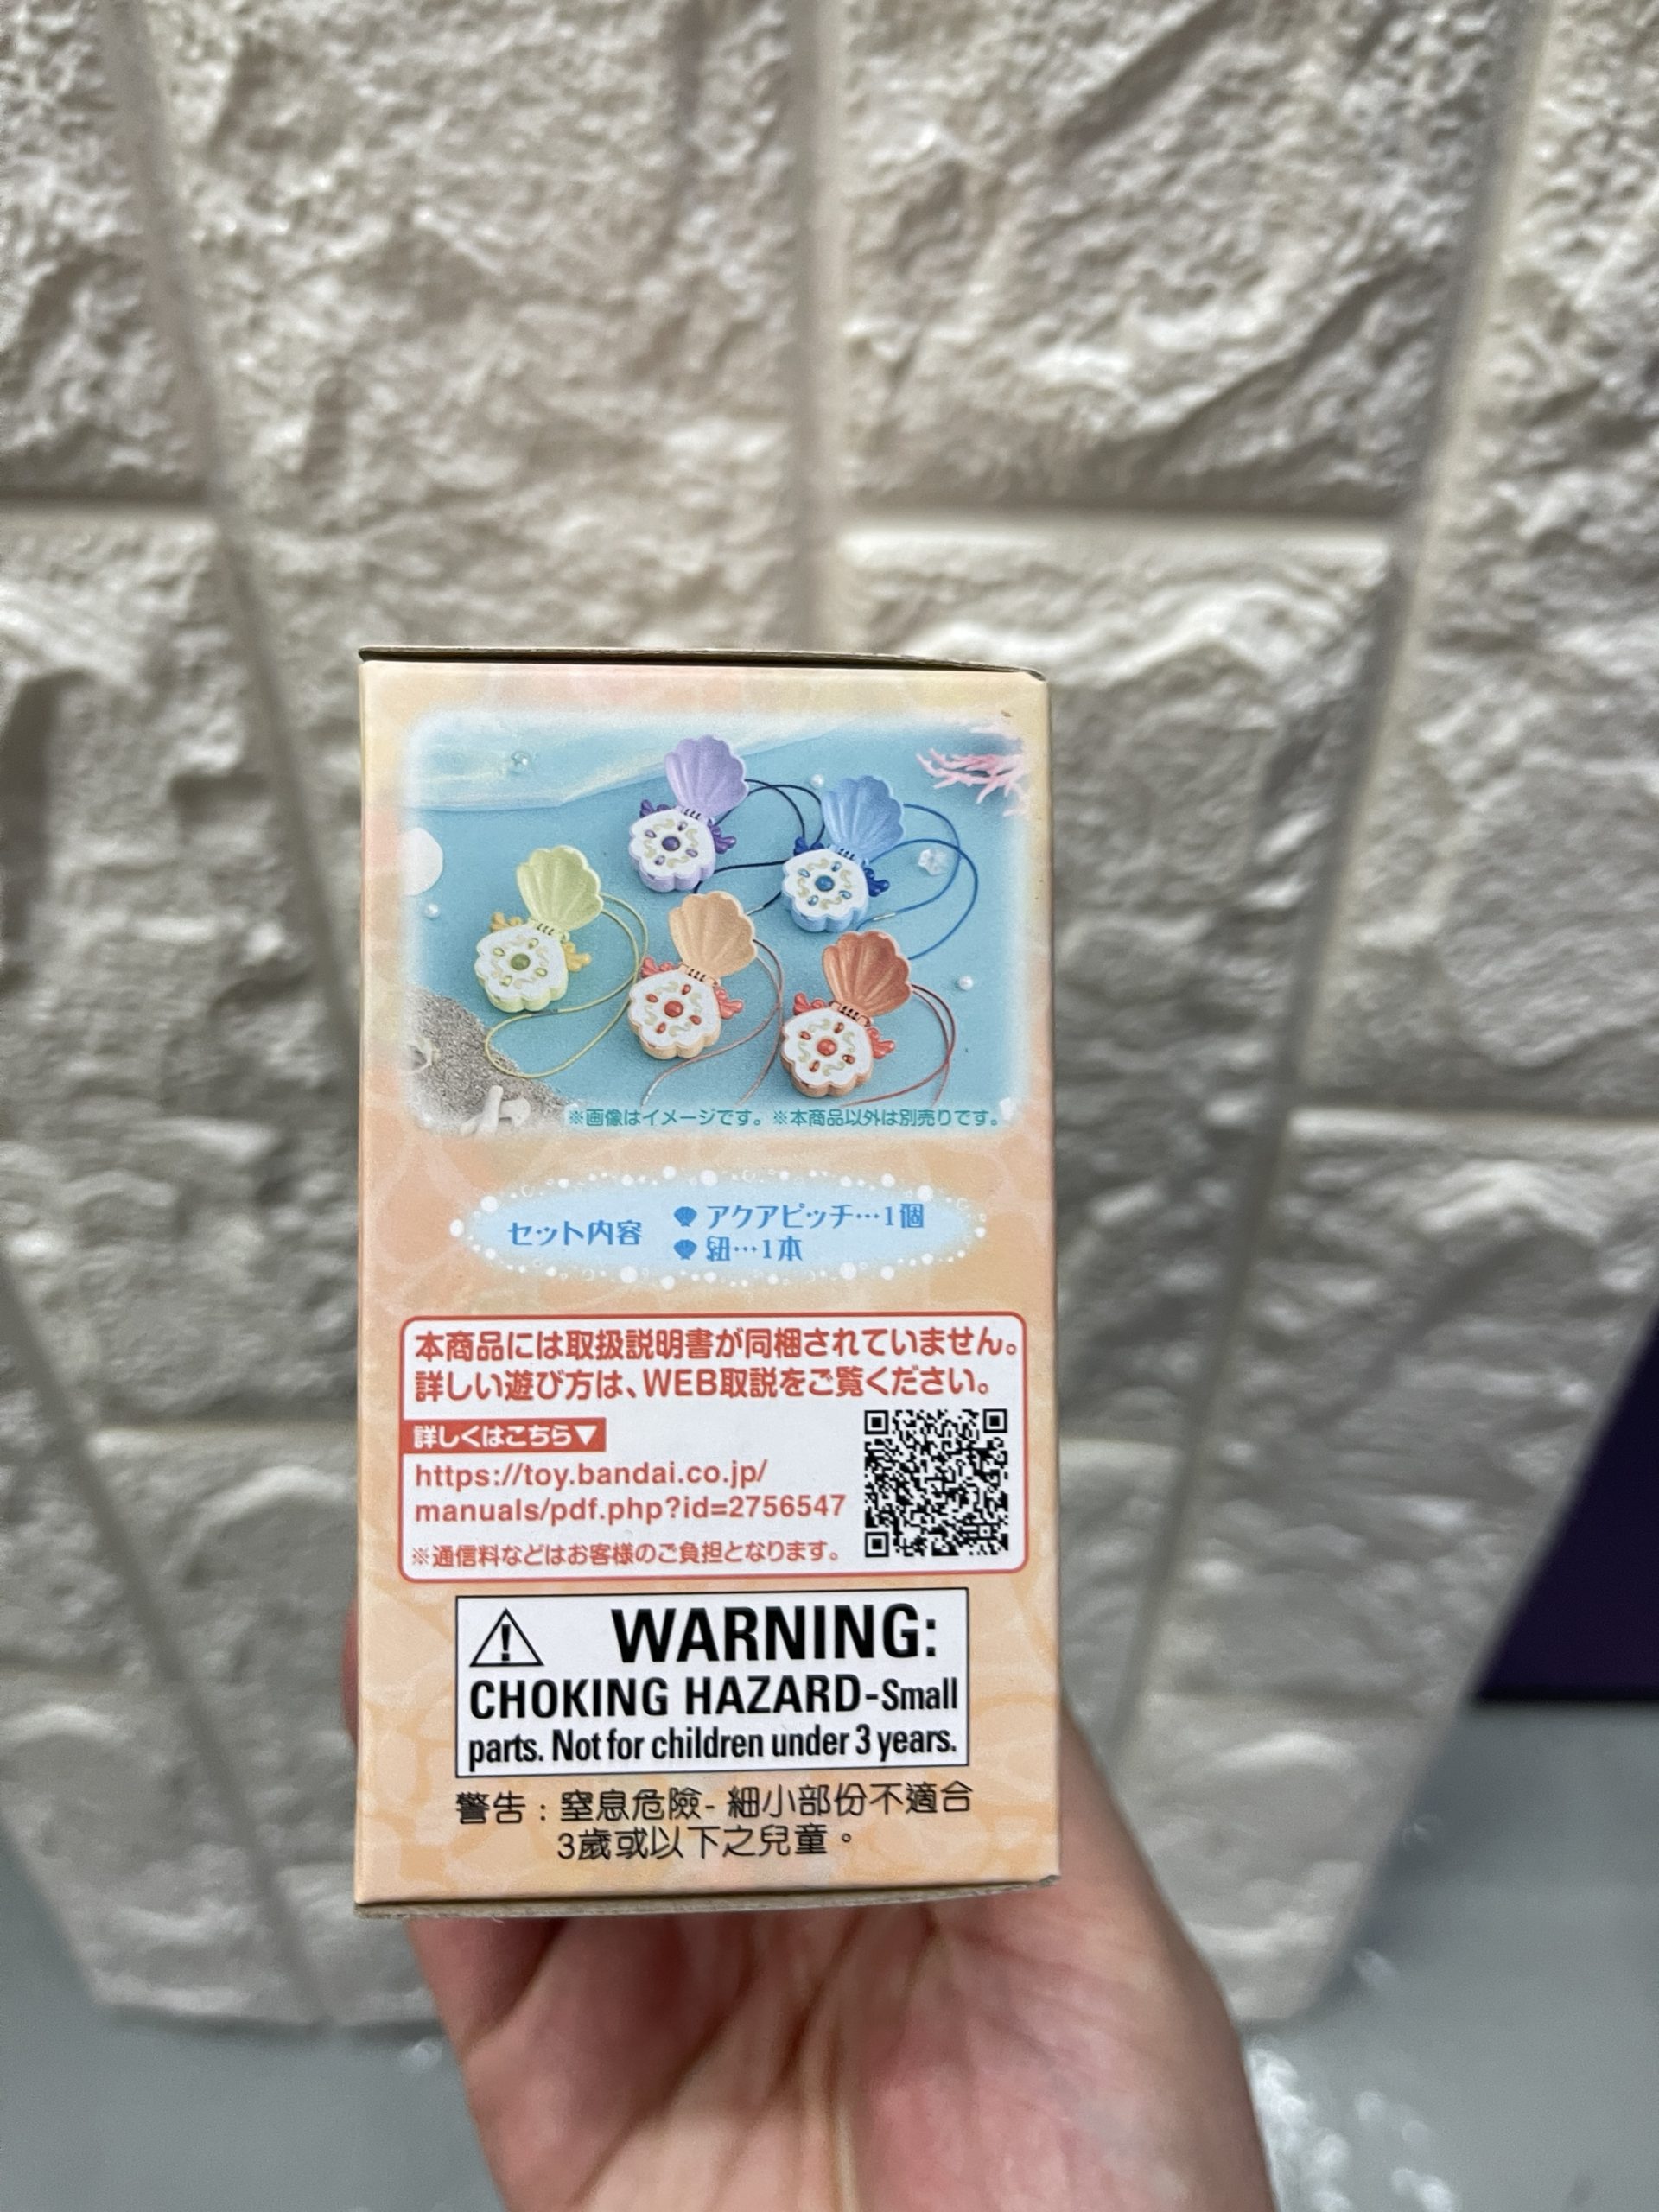 ※画像はイメージです。※本商品以外は別売りです。
セット内容
アクアピッチ…1個
紐…1本
本商品には取扱説明書が同梱されていません。
詳しい遊び方は、WEB取説をご覧ください。
詳しくはこちら▼
https://toy.bandai.co.jp/
manuals/pdf.php?id=2756547
※通信料などはお客様のご負担となります。
WARNING:
CHOKING HAZARD-Small
parts. Not for children under 3 years.
警告：窒息危險- 細小部份不適合
3歲或以下之兒童。